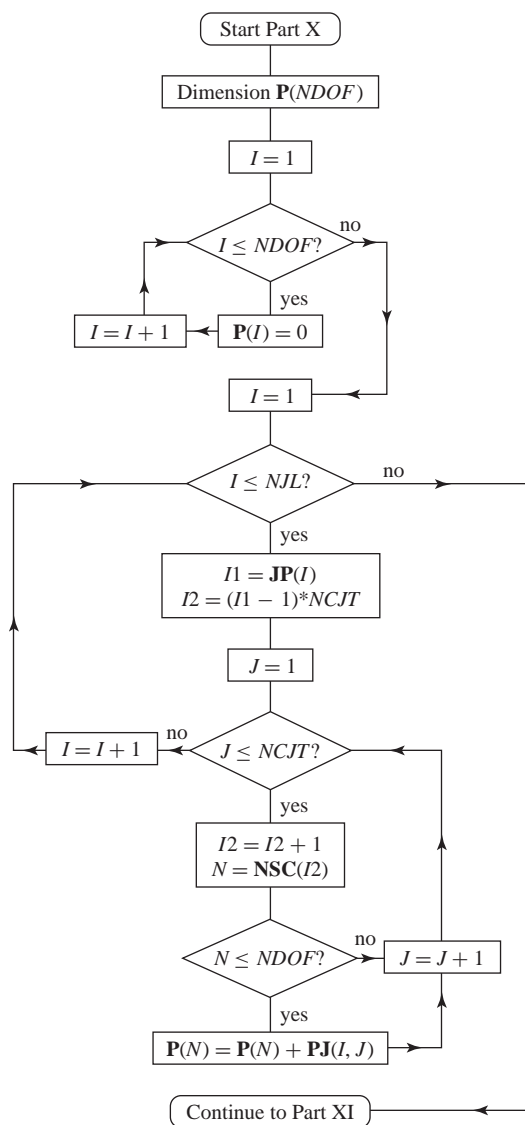 Start Part X
Dimension P(NDOF)
I = 1
I ≤ NDOF?
no
yes
I = I + 1
P(I) = 0
I = 1
I ≤ NJL?
no
yes
I1 = JP(I)
I2 = (I1 − 1)*NCJT
J = 1
I = I + 1
no
J ≤ NCJT?
yes
I2 = I2 + 1
N = NSC(I2)
N ≤ NDOF?
no
J = J + 1
yes
P(N) = P(N) + PJ(I, J)
Continue to Part XI